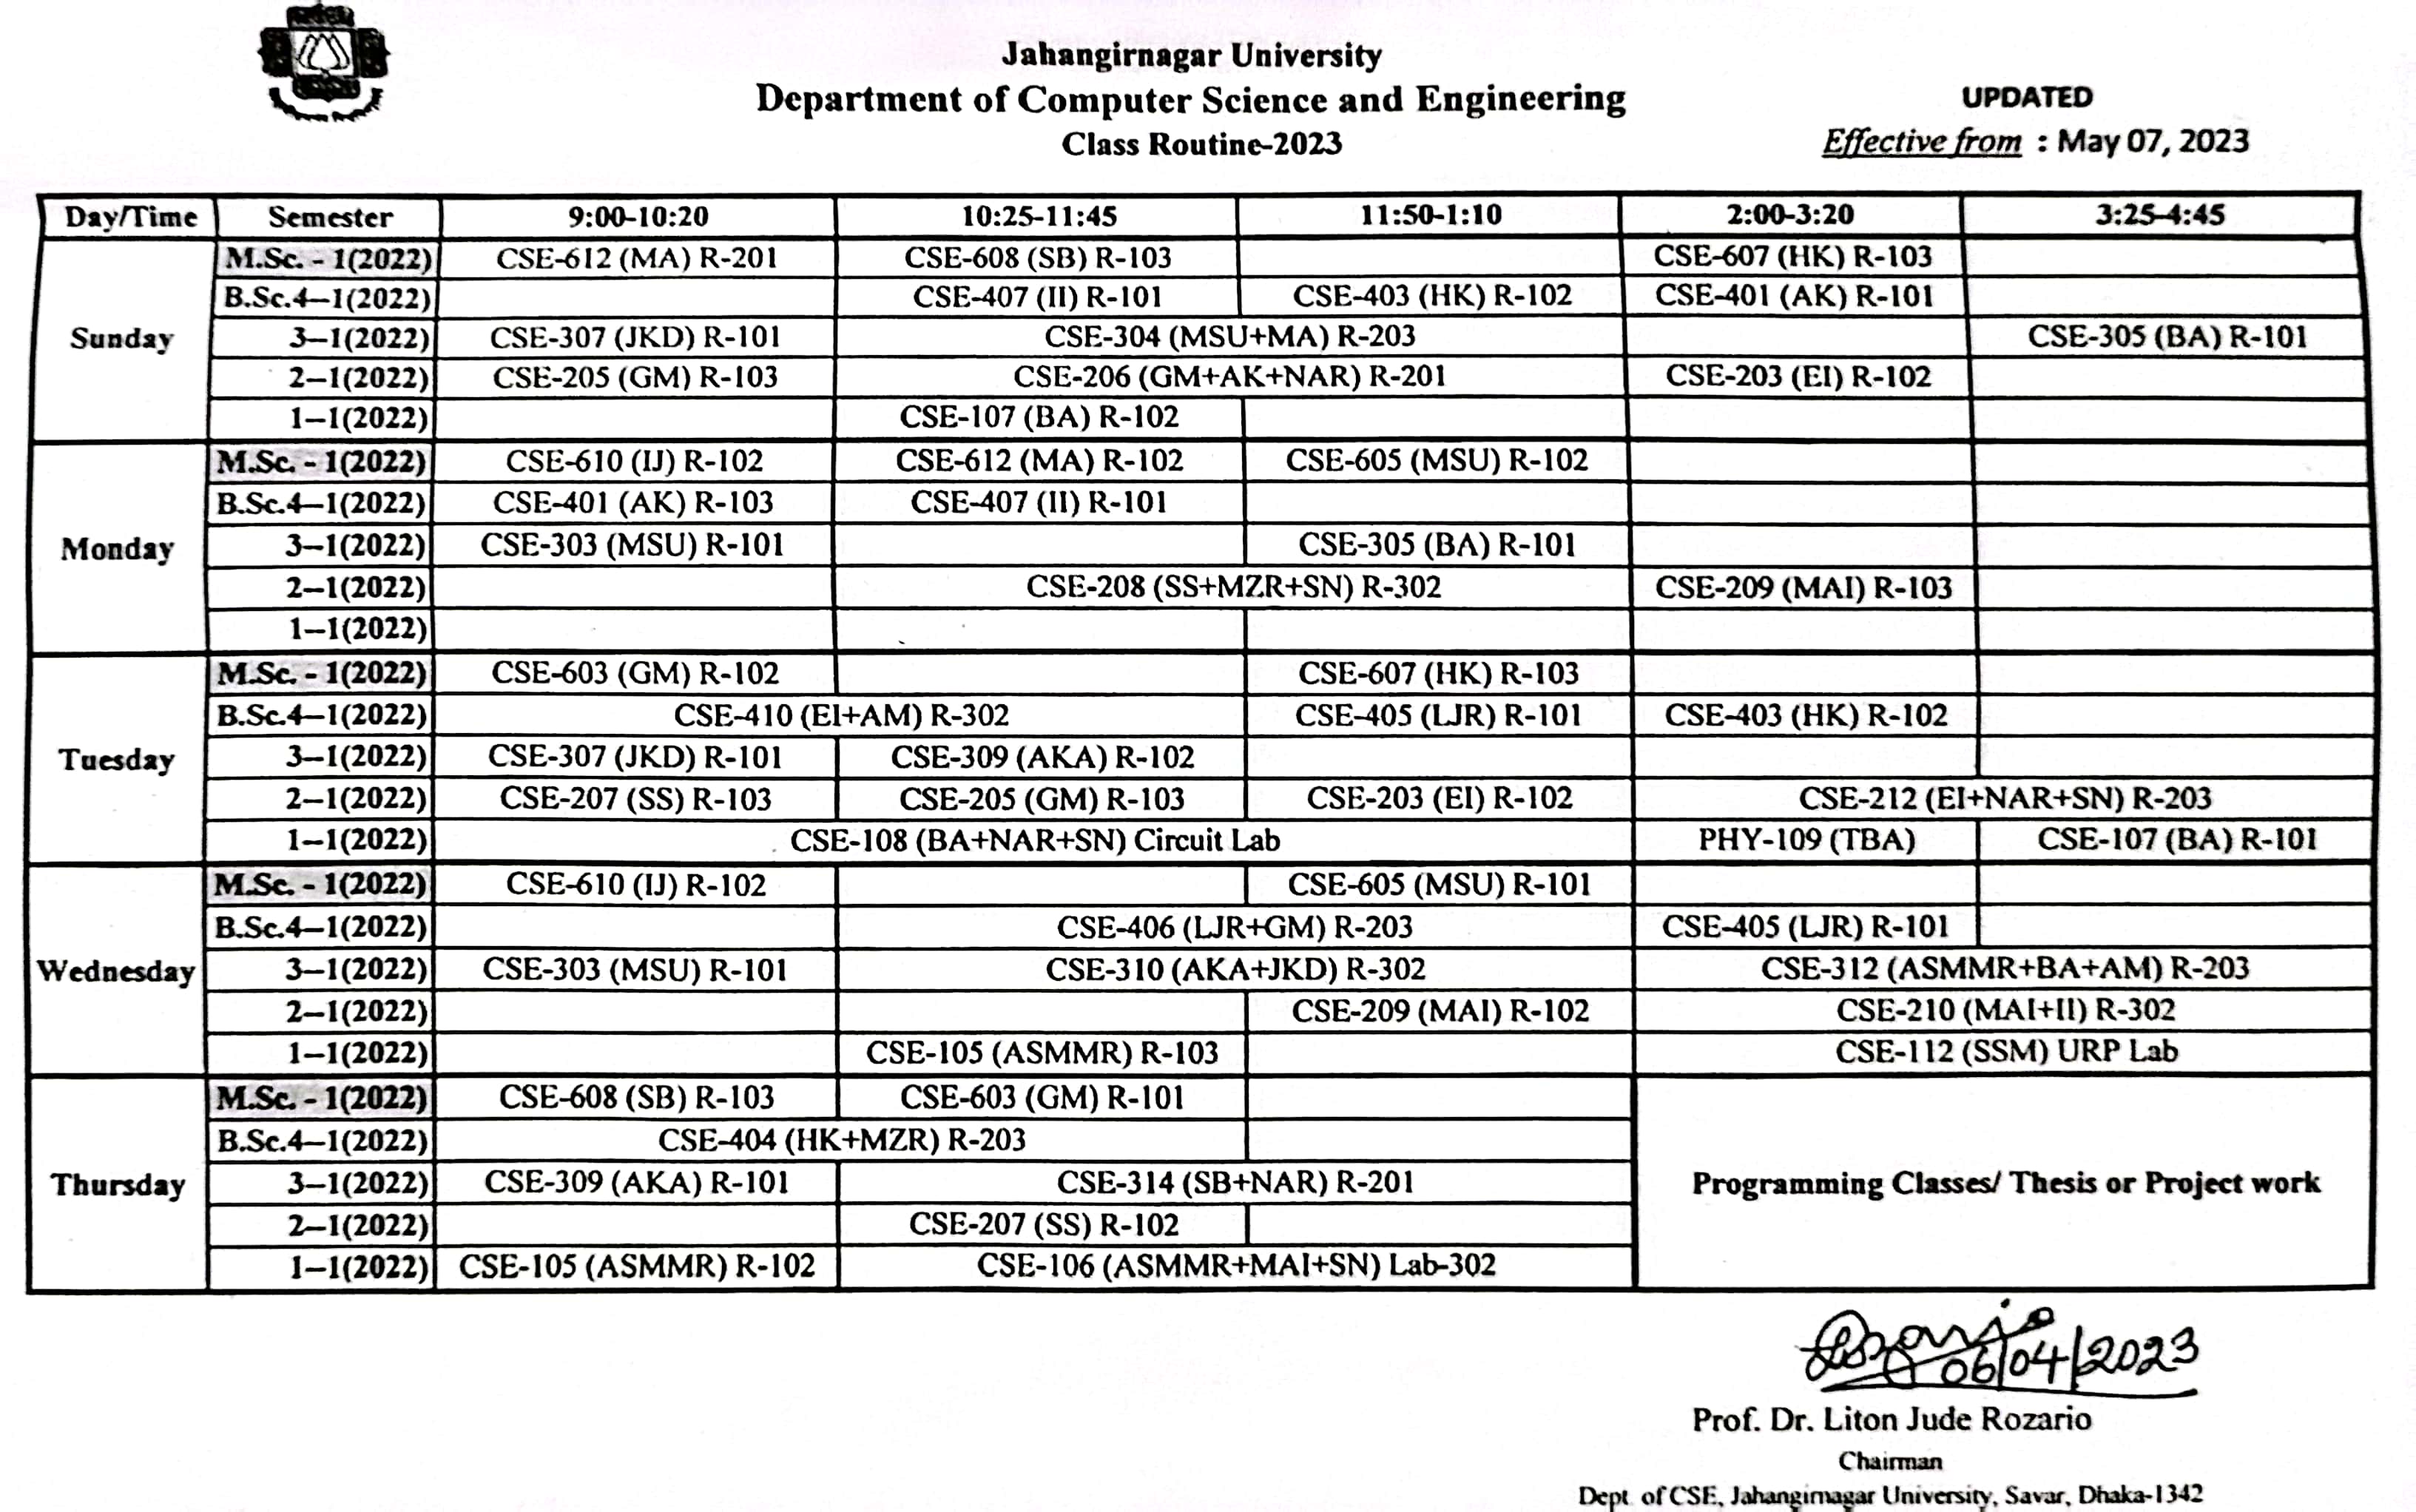 Jahangirnagar University
Department of Computer Science and Engineering
Class Routine-2023
UPDATED
Effective from : May 07, 2023
Day/Time Semester 9:00-10:20 10:25-11:45 11:50-1:10 2:00-3:20 3:25-4:45
Sunday
M.Sc. - 1(2022) CSE-612 (MA) R-201 CSE-608 (SB) R-103 CSE-607 (HK) R-103
B.Sc.4–1(2022) CSE-407 (II) R-101 CSE-403 (HK) R-102 CSE-401 (AK) R-101
3–1(2022) CSE-307 (JKD) R-101 CSE-304 (MSU+MA) R-203 CSE-305 (BA) R-101
2–1(2022) CSE-205 (GM) R-103 CSE-206 (GM+AK+NAR) R-201 CSE-203 (EI) R-102
1–1(2022) CSE-107 (BA) R-102
Monday
M.Sc. - 1(2022) CSE-610 (IJ) R-102 CSE-612 (MA) R-102 CSE-605 (MSU) R-102
B.Sc.4–1(2022) CSE-401 (AK) R-103 CSE-407 (II) R-101
3–1(2022) CSE-303 (MSU) R-101 CSE-305 (BA) R-101
2–1(2022) CSE-208 (SS+MZR+SN) R-302 CSE-209 (MAI) R-103
1–1(2022)
Tuesday
M.Sc. - 1(2022) CSE-603 (GM) R-102 CSE-607 (HK) R-103
B.Sc.4–1(2022) CSE-410 (EI+AM) R-302 CSE-405 (LJR) R-101 CSE-403 (HK) R-102
3–1(2022) CSE-307 (JKD) R-101 CSE-309 (AKA) R-102
2–1(2022) CSE-207 (SS) R-103 CSE-205 (GM) R-103 CSE-203 (EI) R-102 CSE-212 (EI+NAR+SN) R-203
1–1(2022) CSE-108 (BA+NAR+SN) Circuit Lab PHY-109 (TBA) CSE-107 (BA) R-101
Wednesday
M.Sc. - 1(2022) CSE-610 (IJ) R-102 CSE-605 (MSU) R-101
B.Sc.4–1(2022) CSE-406 (LJR+GM) R-203 CSE-405 (LJR) R-101
3–1(2022) CSE-303 (MSU) R-101 CSE-310 (AKA+JKD) R-302 CSE-312 (ASMMR+BA+AM) R-203
2–1(2022) CSE-209 (MAI) R-102 CSE-210 (MAI+II) R-302
1–1(2022) CSE-105 (ASMMR) R-103 CSE-112 (SSM) URP Lab
Thursday
M.Sc. - 1(2022) CSE-608 (SB) R-103 CSE-603 (GM) R-101
B.Sc.4–1(2022) CSE-404 (HK+MZR) R-203
3–1(2022) CSE-309 (AKA) R-101 CSE-314 (SB+NAR) R-201
Programming Classes/ Thesis or Project work
2–1(2022) CSE-207 (SS) R-102
1–1(2022) CSE-105 (ASMMR) R-102 CSE-106 (ASMMR+MAI+SN) Lab-302
06/04/2023
Prof. Dr. Liton Jude Rozario
Chairman
Dept. of CSE, Jahangirnagar University, Savar, Dhaka-1342